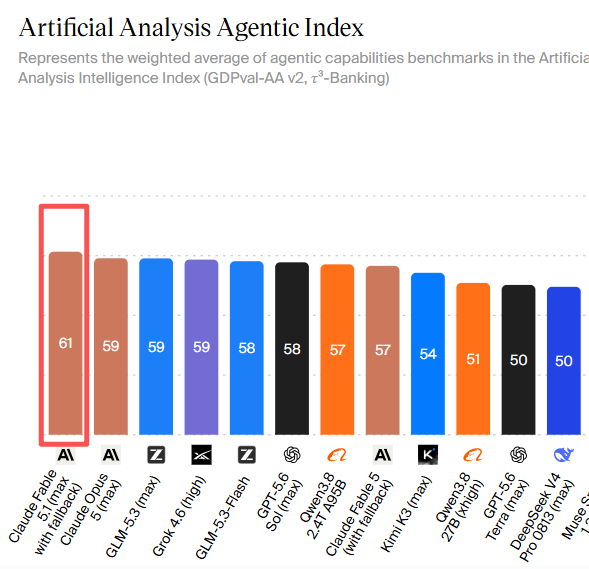 Artificial Analysis Agentic Index
Represents the weighted average of agentic capabilities benchmarks in the Artificia
Analysis Intelligence Index (GDPval-AA v2, τ³-Banking)
61
59
59
59
58
58
57
57
54
51
50
50
Claude Fable
5.1 (max
with fallback)
Claude Opus
5 (max)
GLM-5.3 (max)
Grok 4.6 (high)
GLM-5.3-Flash
GPT-5.6
Sol (max)
Qwen3.8
2.4T A95B
Claude Fable 5
(with fallback)
Kimi K3 (max)
Qwen3.8
27B (xhigh)
GPT-5.6
Terra (max)
DeepSeek V4
Pro 0813 (max)
Muse S